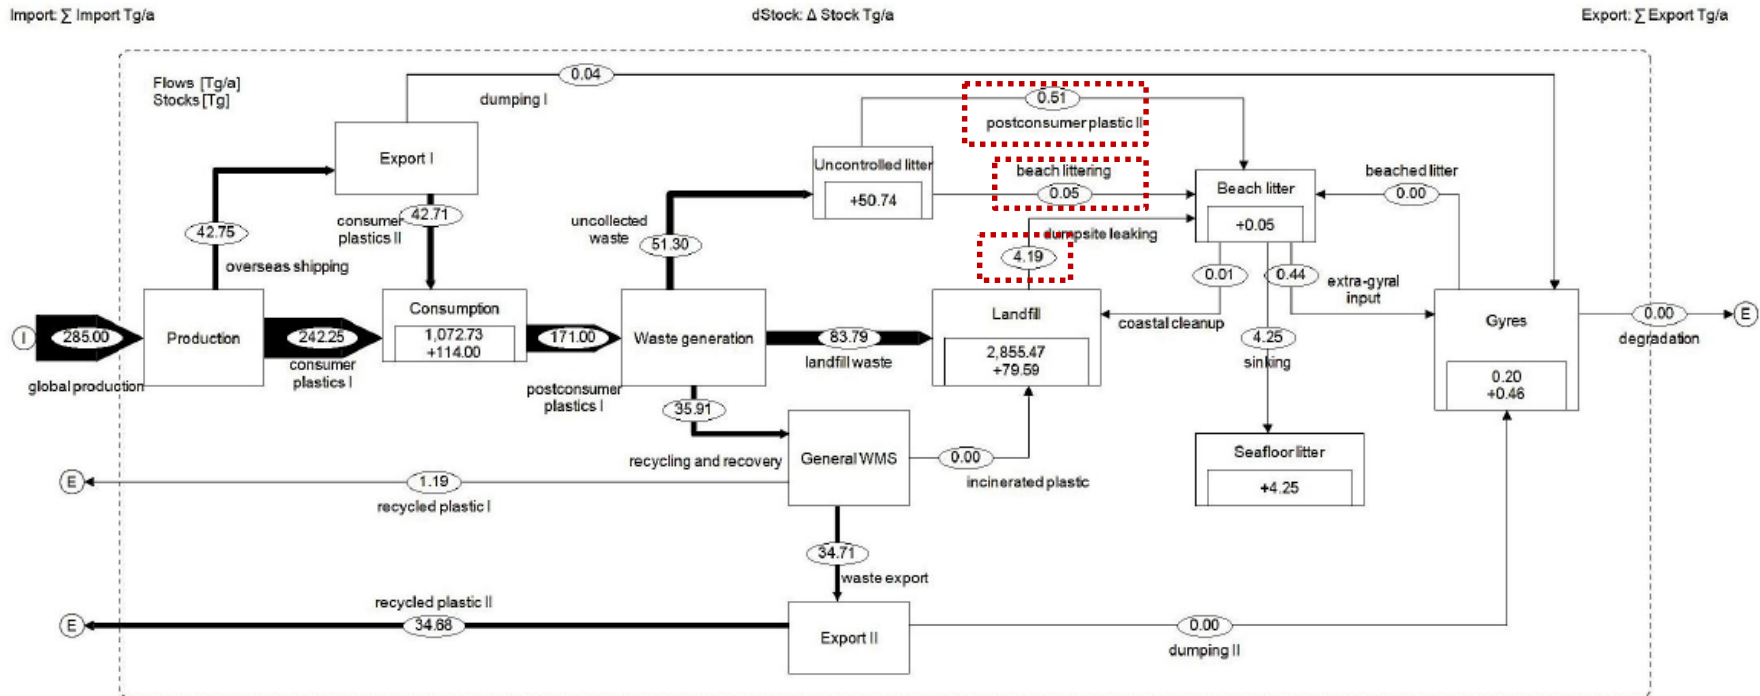 Import: ∑ Import Tg/a
dStock: Δ Stock Tg/a
Export: ∑ Export Tg/a
Flows [Tg/a]
Stocks [Tg]
0.04
dumping I
0.51
postconsumer plastic II
Export I
Uncontrolled litter
+50.74
beach littering
0.05
Beach litter
+0.05
beached litter
0.00
consumer
plastics II
42.71
42.75
overseas shipping
uncollected
waste
51.30
dumpsite leaking
4.19
0.01
0.44
extra-gyral
input
I
285.00
global production
Production
242.25
consumer
plastics I
Consumption
1,072.73
+114.00
171.00
postconsumer
plastics I
Waste generation
83.79
landfill waste
Landfill
2,855.47
+79.59
coastal cleanup
4.25
sinking
Gyres
0.20
+0.46
0.00
degradation
E
35.91
recycling and recovery
General WMS
0.00
incinerated plastic
Seafloor litter
+4.25
E
1.19
recycled plastic I
34.71
waste export
recycled plastic II
E
34.68
Export II
0.00
dumping II